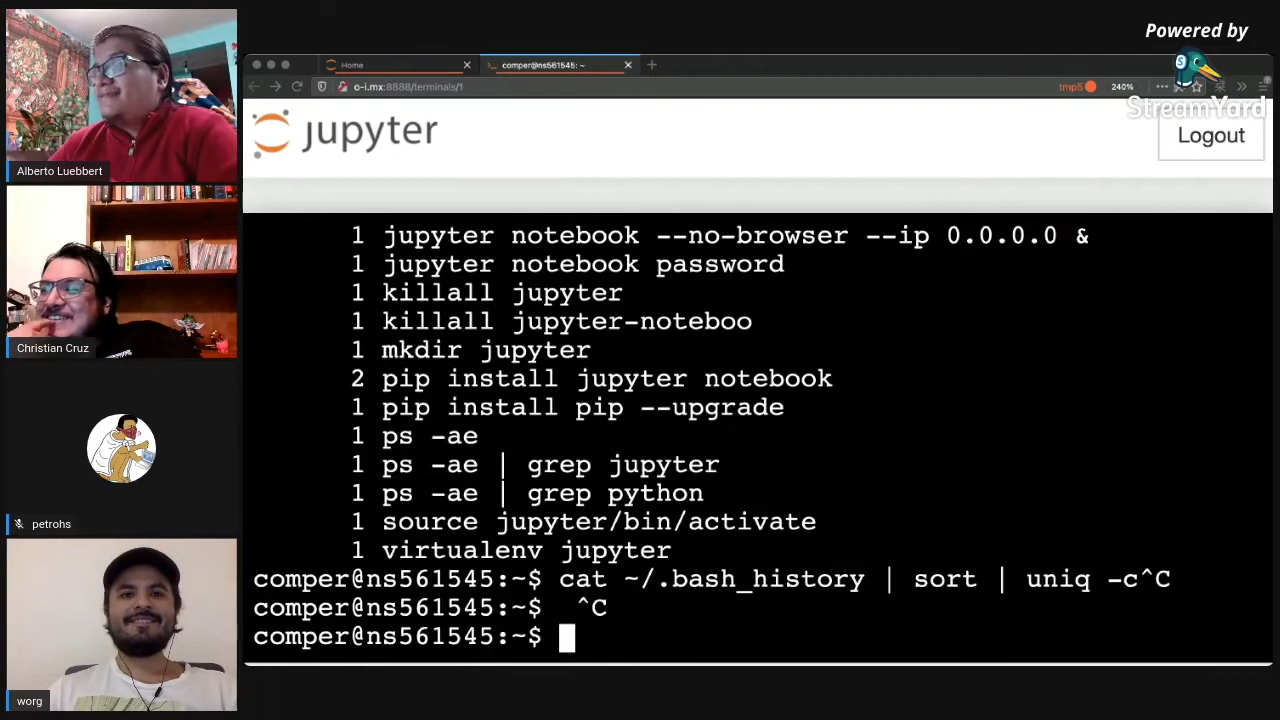 Powered by
StreamYard
Home
comper@ns561545: ~
o-i.mx:8888/terminals/1
tmp5
240%
jupyter
Logout
1 jupyter notebook --no-browser --ip 0.0.0.0 &
1 jupyter notebook password
1 killall jupyter
1 killall jupyter-noteboo
1 mkdir jupyter
2 pip install jupyter notebook
1 pip install pip --upgrade
1 ps -ae
1 ps -ae | grep jupyter
1 ps -ae | grep python
1 source jupyter/bin/activate
1 virtualenv jupyter
comper@ns561545:~$ cat ~/.bash_history | sort | uniq -c^C
comper@ns561545:~$ ^C
comper@ns561545:~$
Alberto Luebbert
Christian Cruz
petrohs
worg